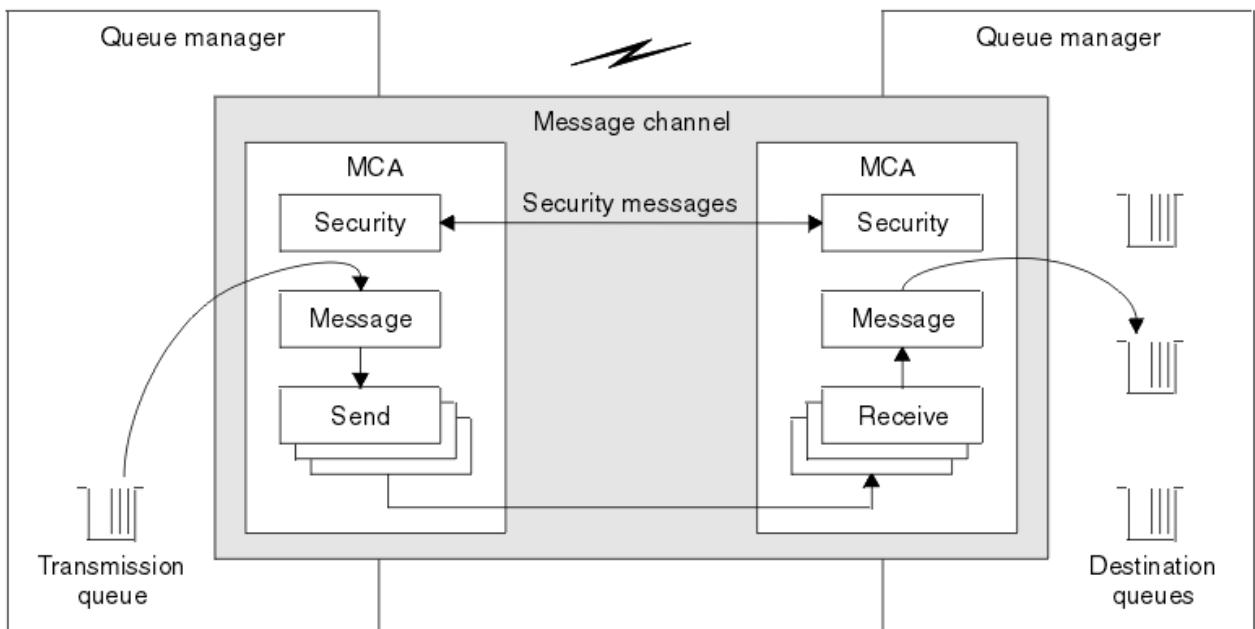 Queue manager
Queue manager
Message channel
MCA
MCA
Security
Security messages
Security
Message
Message
Send
Receive
Transmission
queue
Destination
queues